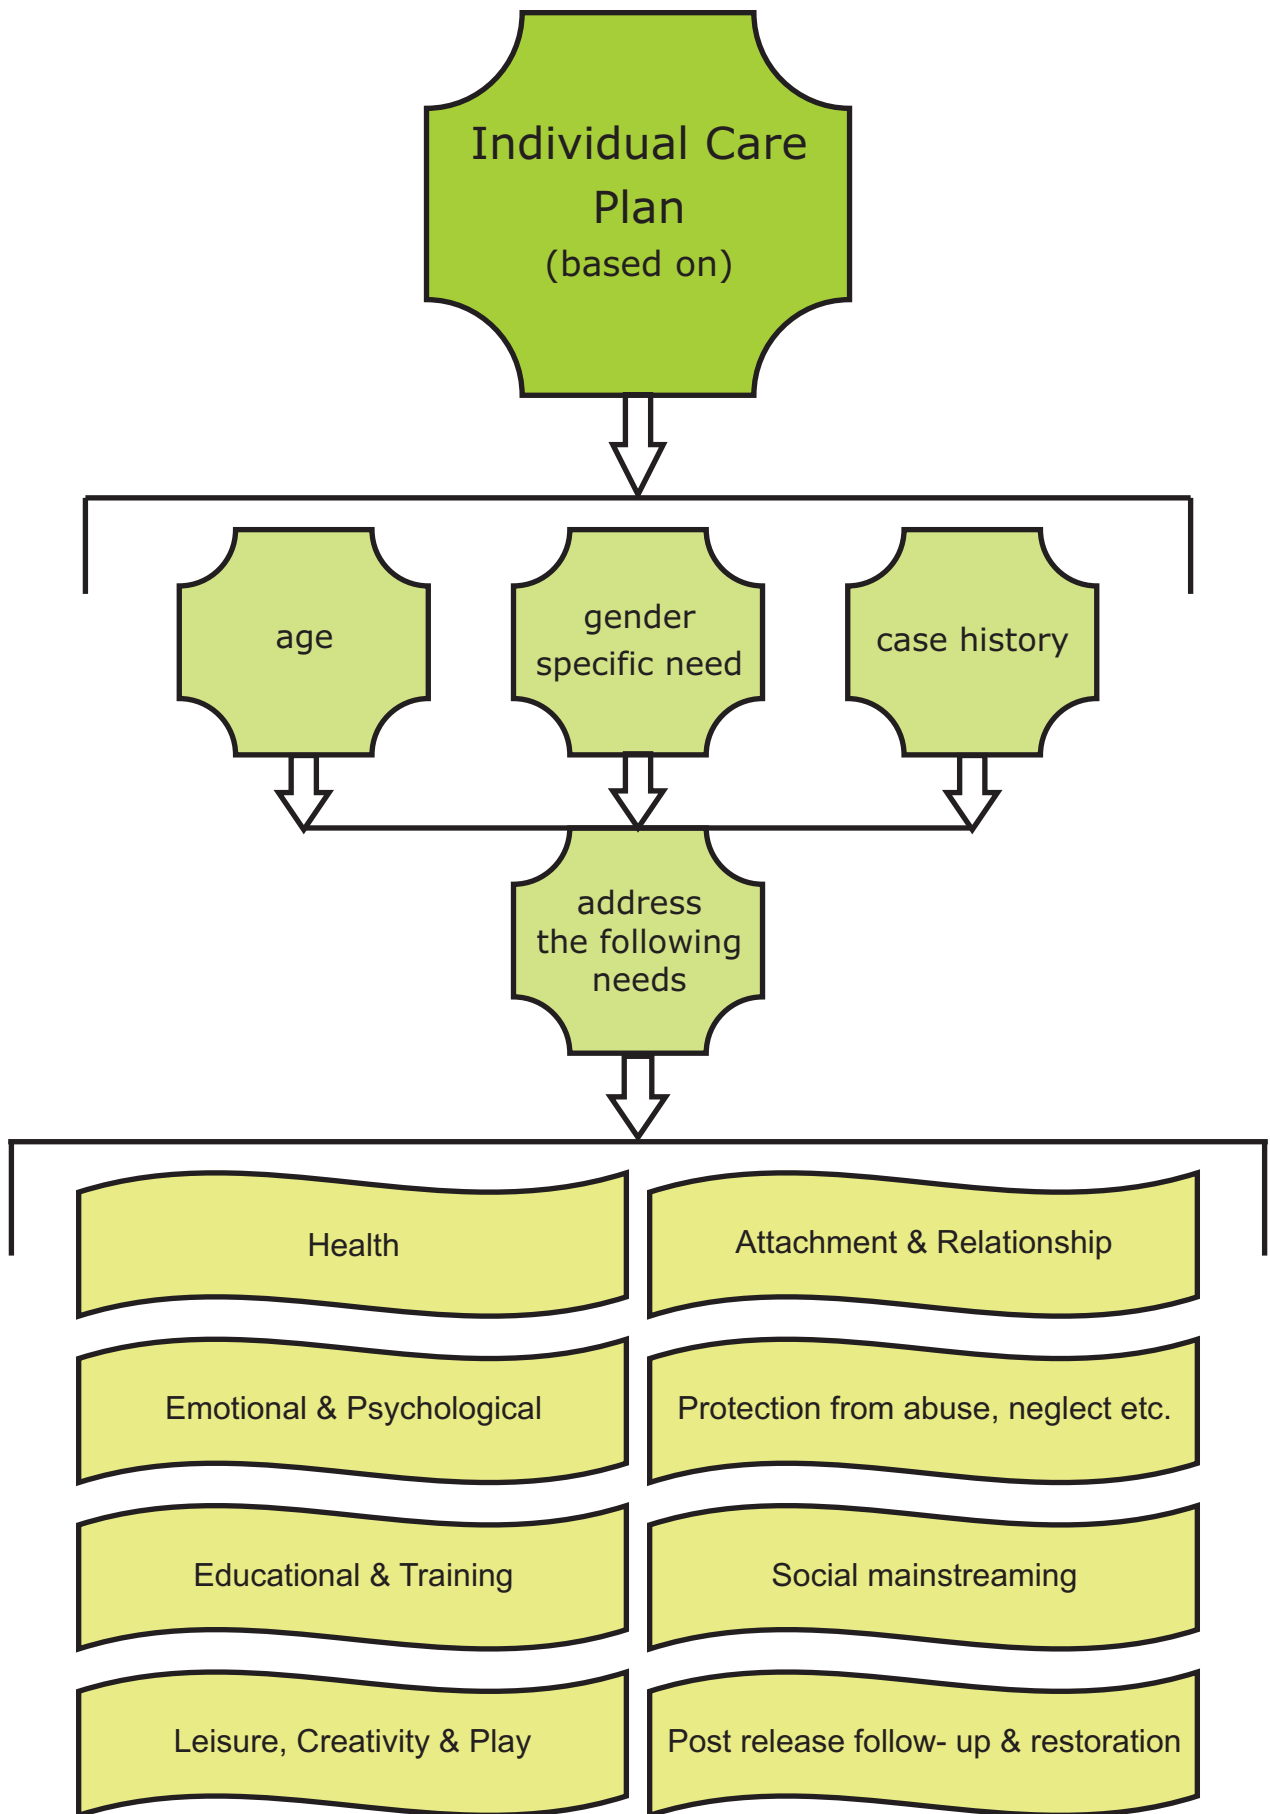 Individual Care
Plan
(based on)
age
gender
specific need
case history
address
the following
needs
Health
Attachment & Relationship
Emotional & Psychological
Protection from abuse, neglect etc.
Educational & Training
Social mainstreaming
Leisure, Creativity & Play
Post release follow- up & restoration